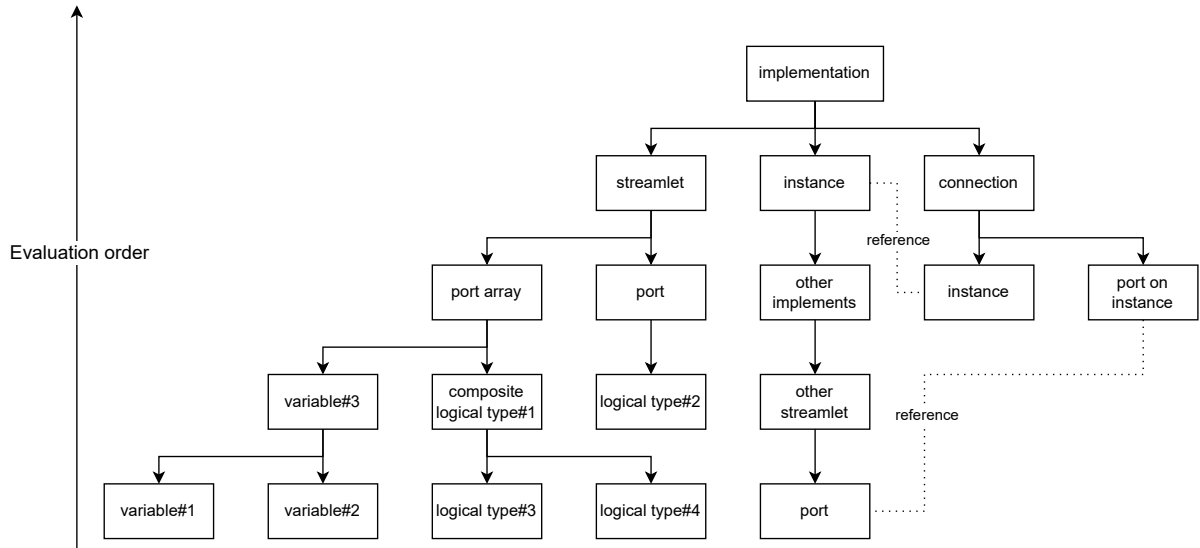 implementation
streamlet
instance
connection
reference
Evaluation order
port array
port
other
implements
instance
port on
instance
variable#3
composite
logical type#1
logical type#2
other
streamlet
reference
variable#1
variable#2
logical type#3
logical type#4
port